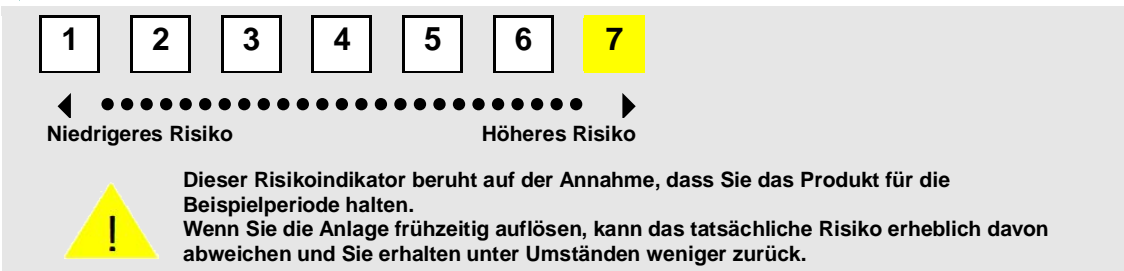 1 2 3 4 5 6 7
Niedrigeres Risiko Höheres Risiko
Dieser Risikoindikator beruht auf der Annahme, dass Sie das Produkt für die
Beispielperiode halten.
Wenn Sie die Anlage frühzeitig auflösen, kann das tatsächliche Risiko erheblich davon
abweichen und Sie erhalten unter Umständen weniger zurück.
!